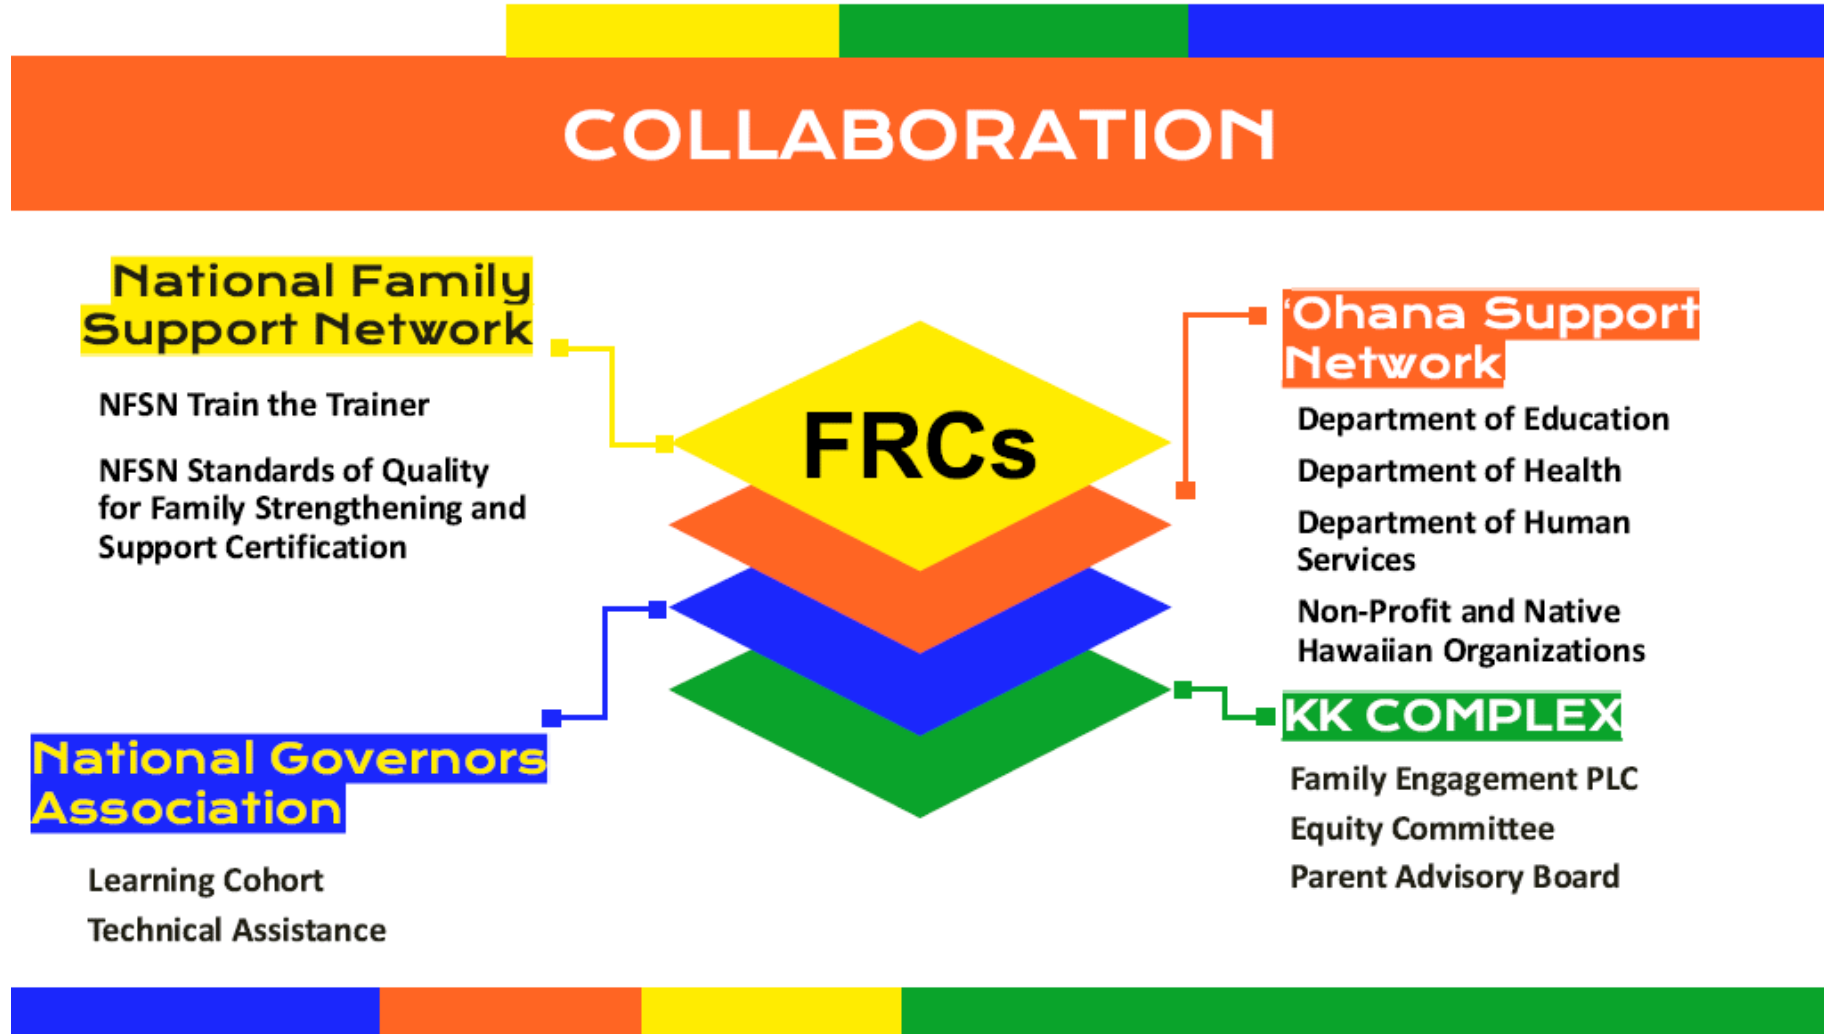 COLLABORATION
National Family
Support Network
NFSN Train the Trainer
NFSN Standards of Quality
for Family Strengthening and
Support Certification
FRCs
‘Ohana Support
Network
Department of Education
Department of Health
Department of Human
Services
Non-Profit and Native
Hawaiian Organizations
National Governors
Association
Learning Cohort
Technical Assistance
KK COMPLEX
Family Engagement PLC
Equity Committee
Parent Advisory Board